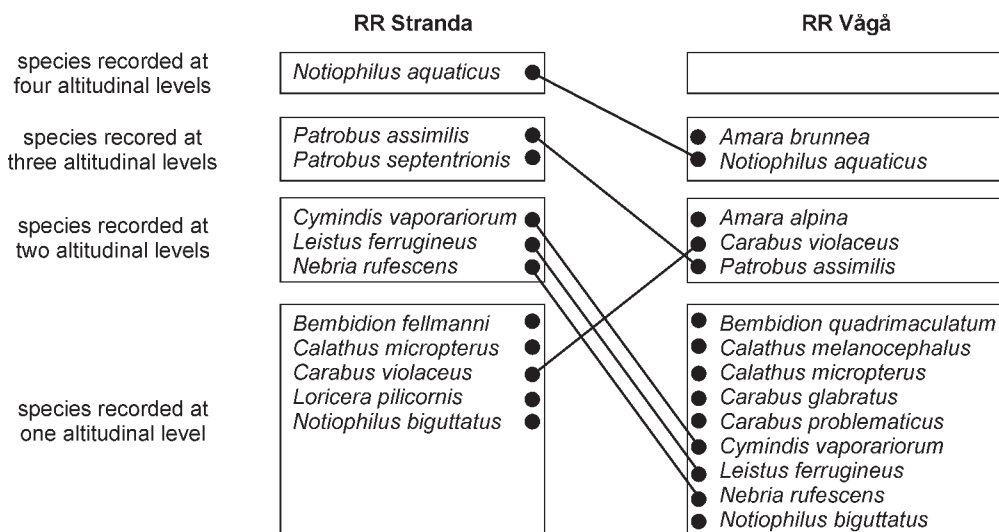 RR Stranda
RR Vågå
species recorded at
four altitudinal levels
Notiophilus aquaticus
species recored at
three altitudinal levels
Patrobus assimilis
Patrobus septentrionis
Amara brunnea
Notiophilus aquaticus
species recorded at
two altitudinal levels
Cymindis vaporariorum
Leistus ferrugineus
Nebria rufescens
Amara alpina
Carabus violaceus
Patrobus assimilis
species recorded at
one altitudinal level
Bembidion fellmanni
Calathus micropterus
Carabus violaceus
Loricera pilicornis
Notiophilus biguttatus
Bembidion quadrimaculatum
Calathus melanocephalus
Calathus micropterus
Carabus glabratus
Carabus problematicus
Cymindis vaporariorum
Leistus ferrugineus
Nebria rufescens
Notiophilus biguttatus